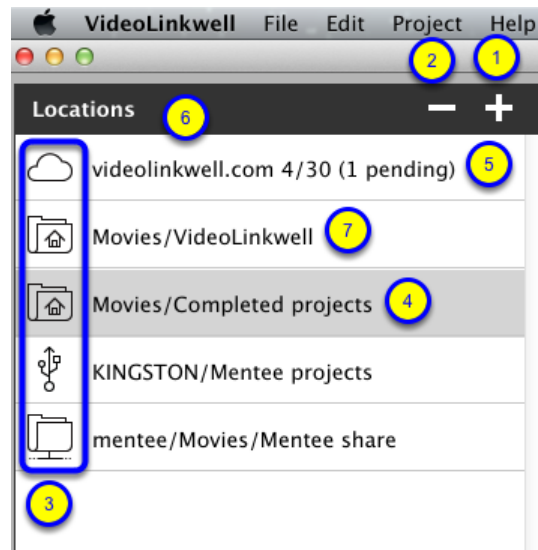 VideoLinkwell File Edit Project Help
2 1
Locations 6 − +
videolinkwell.com 4/30 (1 pending) 5
Movies/VideoLinkwell 7
Movies/Completed projects 4
KINGSTON/Mentee projects
mentee/Movies/Mentee share
3